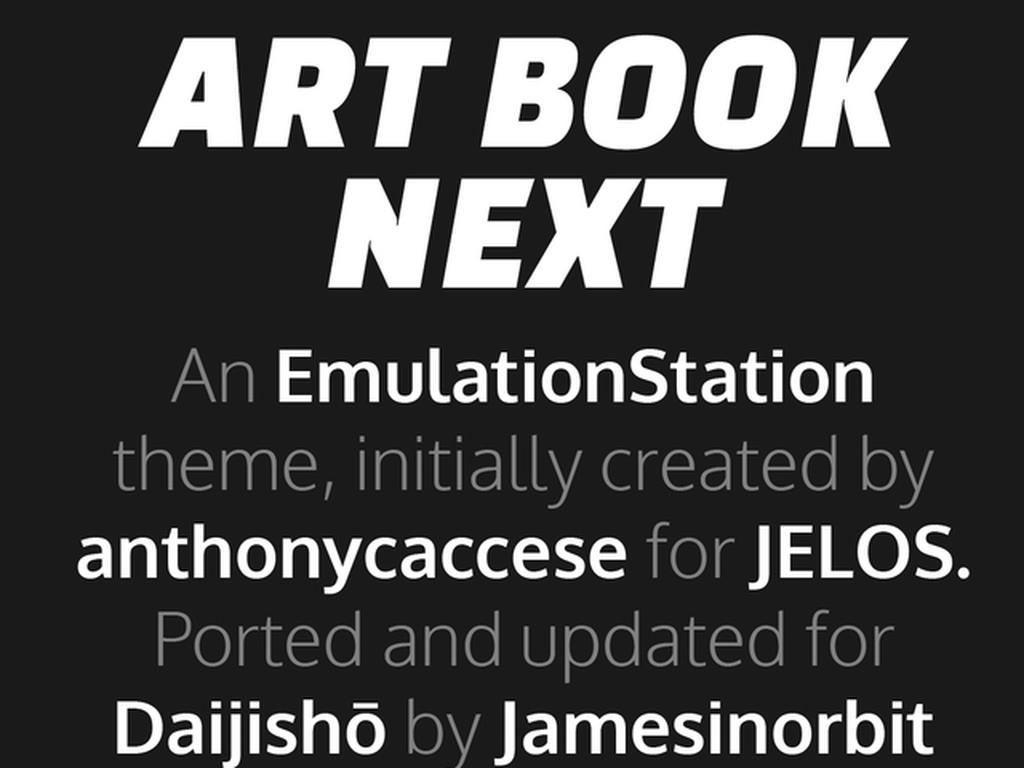 ART BOOK
NEXT
An EmulationStation
theme, initially created by
anthonycaccese for JELOS.
Ported and updated for
Daijishō by Jamesinorbit